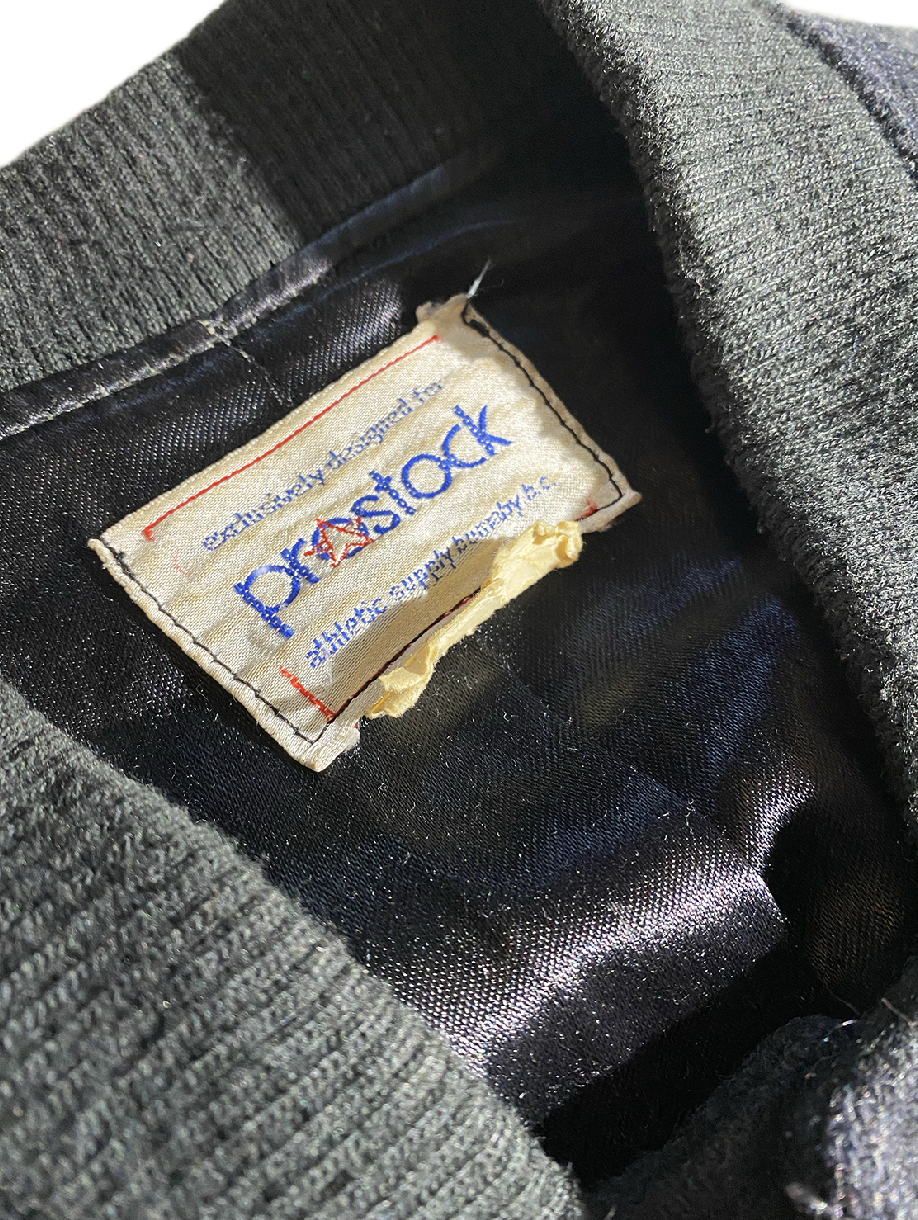 exclusively designed for
prostock
athletic supply burnaby b.c.